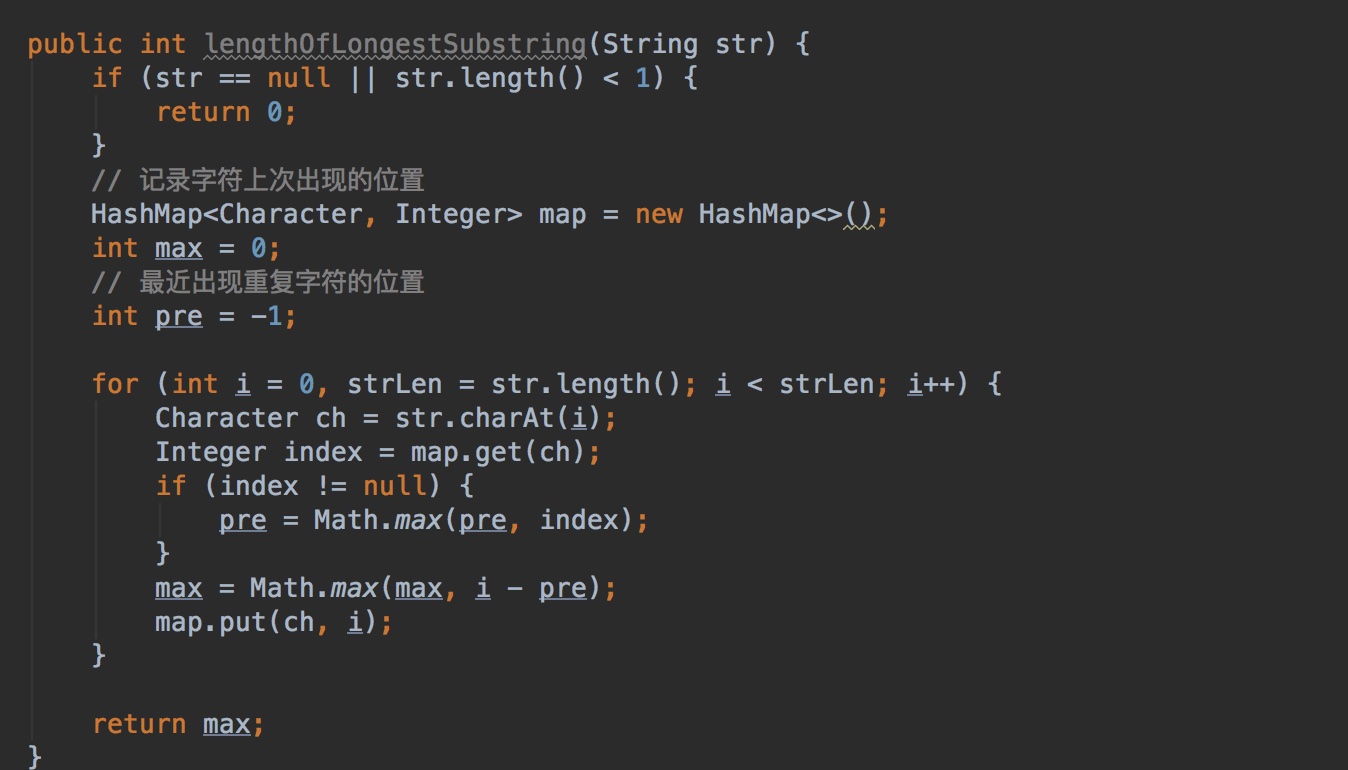 public int lengthOfLongestSubstring(String str) {
    if (str == null || str.length() < 1) {
        return 0;
    }
    // 记录字符上次出现的位置
    HashMap<Character, Integer> map = new HashMap<>();
    int max = 0;
    // 最近出现重复字符的位置
    int pre = -1;

    for (int i = 0, strLen = str.length(); i < strLen; i++) {
        Character ch = str.charAt(i);
        Integer index = map.get(ch);
        if (index != null) {
            pre = Math.max(pre, index);
        }
        max = Math.max(max, i - pre);
        map.put(ch, i);
    }

    return max;
}